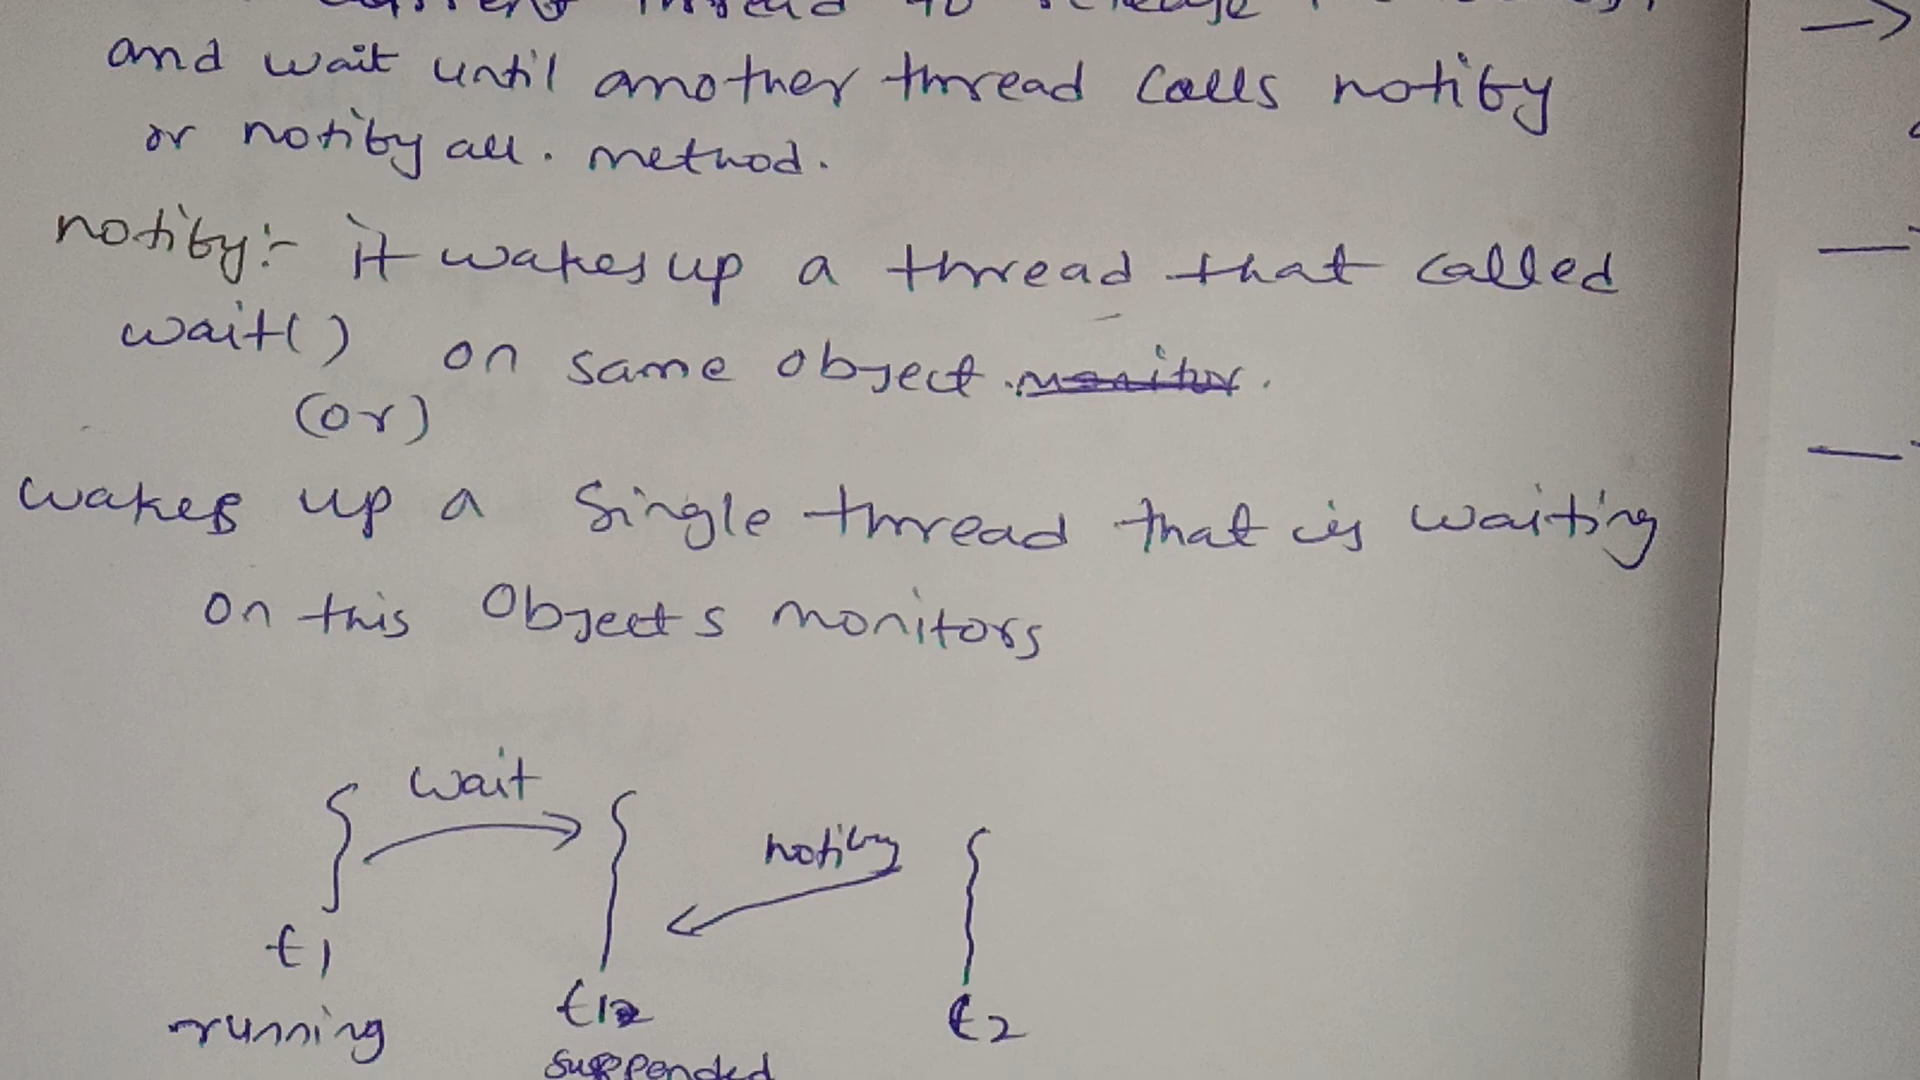 and wait until another thread calls notify
or notify all. method.
notify:- it wakes up a thread that called
wait() on same object.
(or)
wakes up a single thread that is waiting
on this Objects monitors
wait
notify
t1
t1
t2
running
suspended